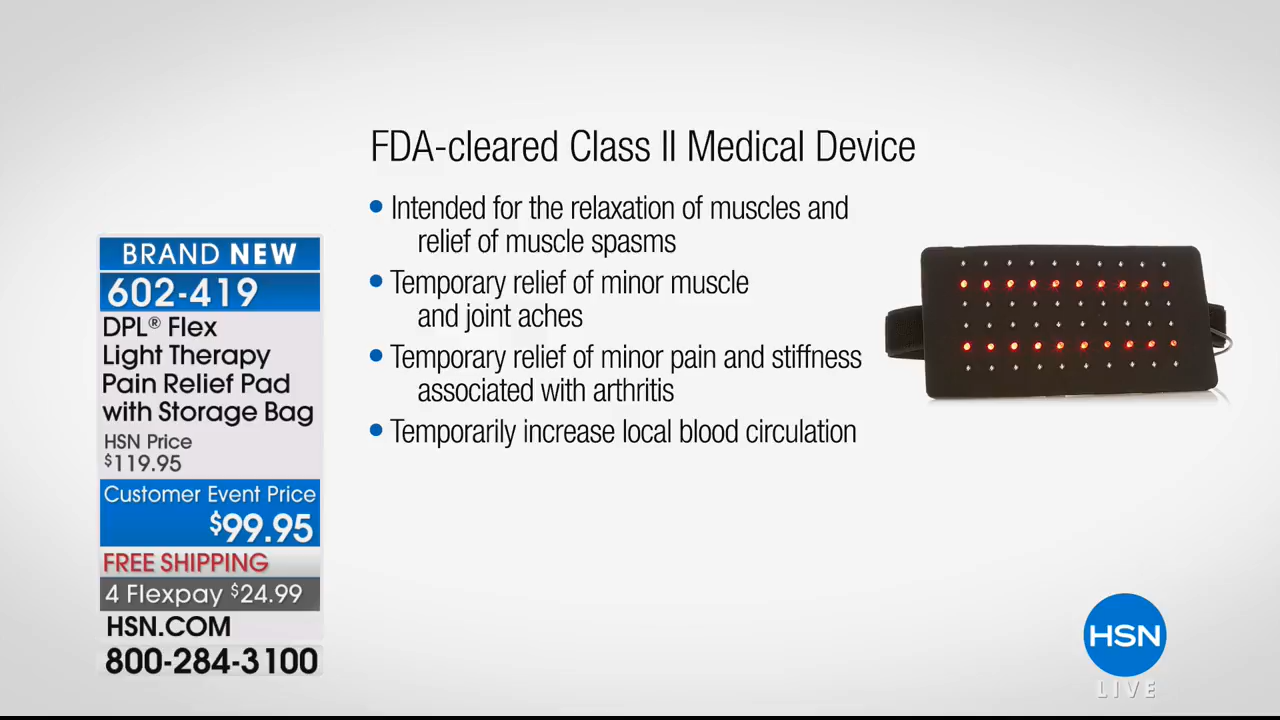 FDA-cleared Class II Medical Device
• Intended for the relaxation of muscles and
relief of muscle spasms
• Temporary relief of minor muscle
and joint aches
• Temporary relief of minor pain and stiffness
associated with arthritis
• Temporarily increase local blood circulation
BRAND NEW
602-419
DPL® Flex
Light Therapy
Pain Relief Pad
with Storage Bag
HSN Price
$119.95
Customer Event Price
$99.95
FREE SHIPPING
4 Flexpay $24.99
HSN.COM
800-284-3100
HSN
LIVE